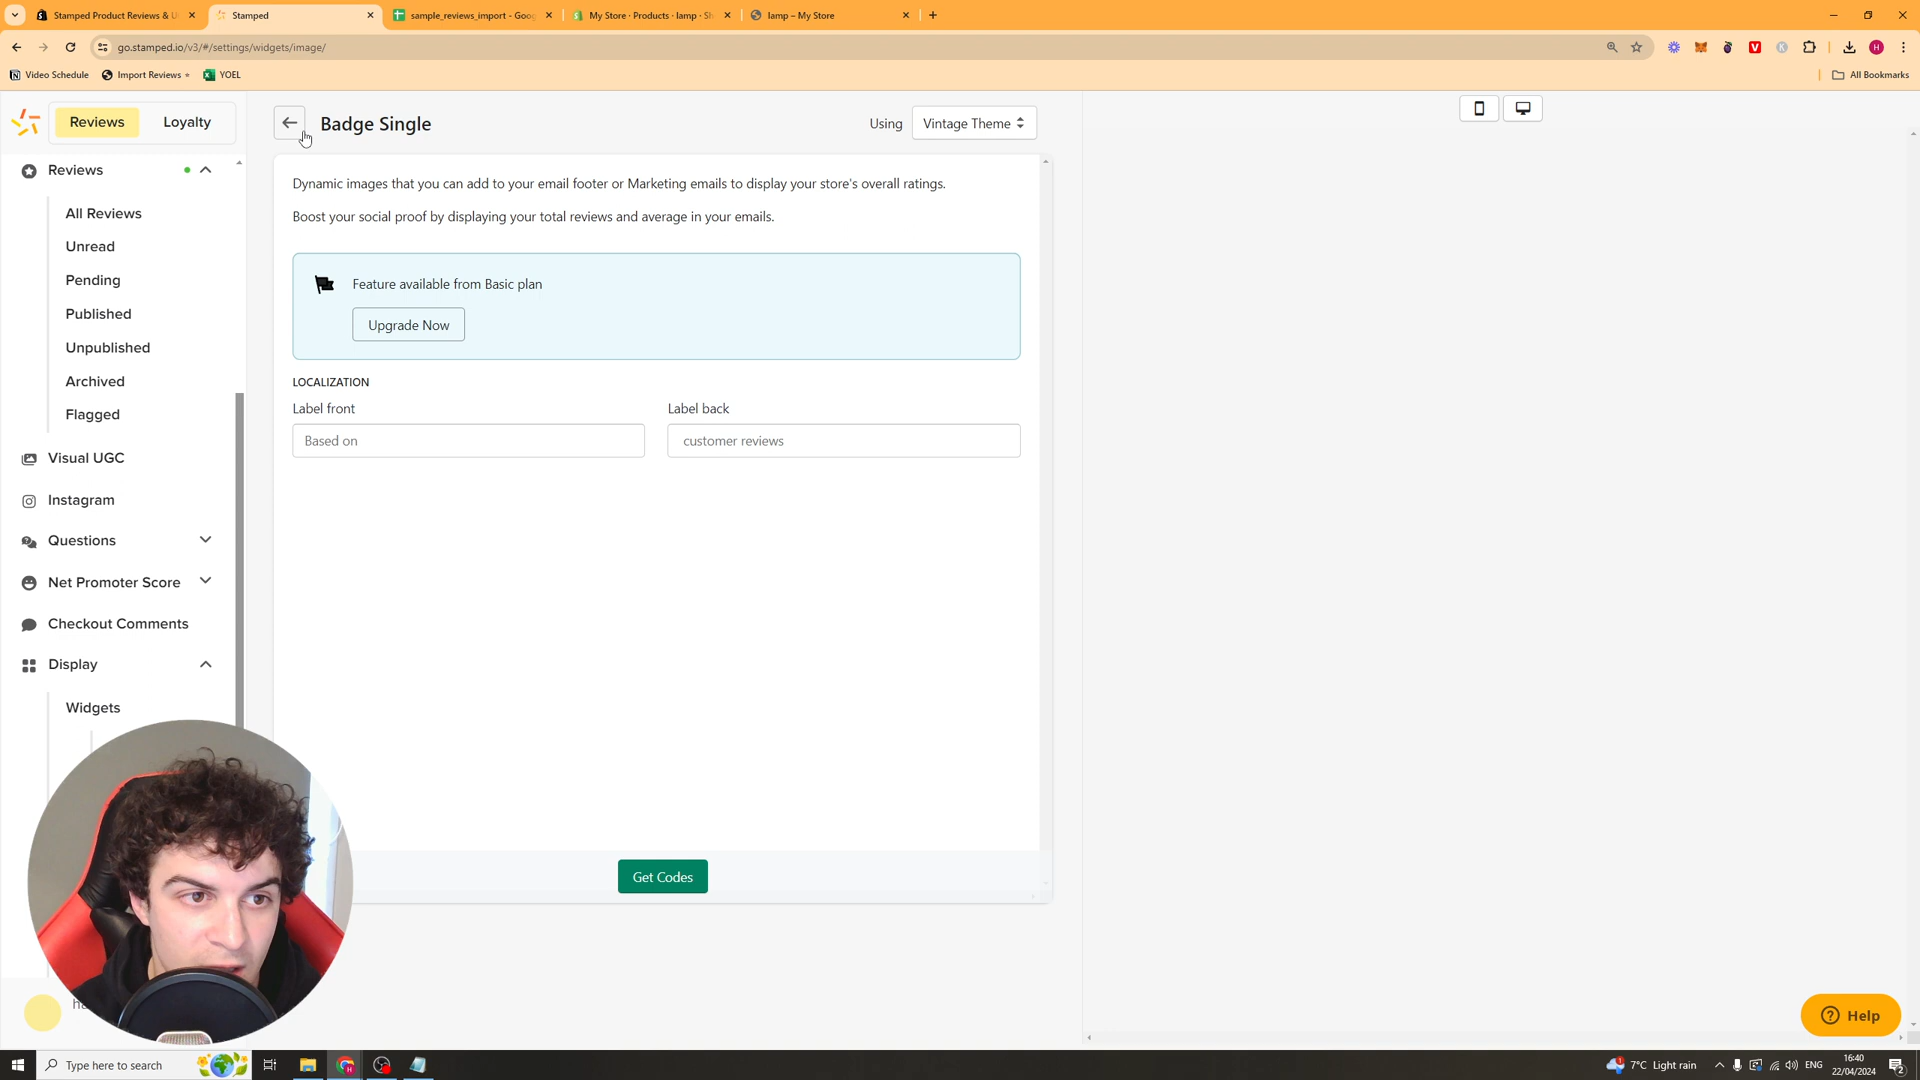 Stamped Product Reviews & U
Stamped
sample_reviews_import - Goo
My Store · Products · lamp · Sh
lamp – My Store
go.stamped.io/v3/#/settings/widgets/image/
Video Schedule
Import Reviews
YOEL
All Bookmarks
Reviews
Loyalty
Badge Single
Using
Vintage Theme
Reviews
All Reviews
Unread
Pending
Published
Unpublished
Archived
Flagged
Visual UGC
Instagram
Questions
Net Promoter Score
Checkout Comments
Display
Widgets
Dynamic images that you can add to your email footer or Marketing emails to display your store's overall ratings.
Boost your social proof by displaying your total reviews and average in your emails.
Feature available from Basic plan
Upgrade Now
LOCALIZATION
Label front
Label back
Based on
customer reviews
Get Codes
Help
Type here to search
7°C Light rain
ENG
16:40
22/04/2024